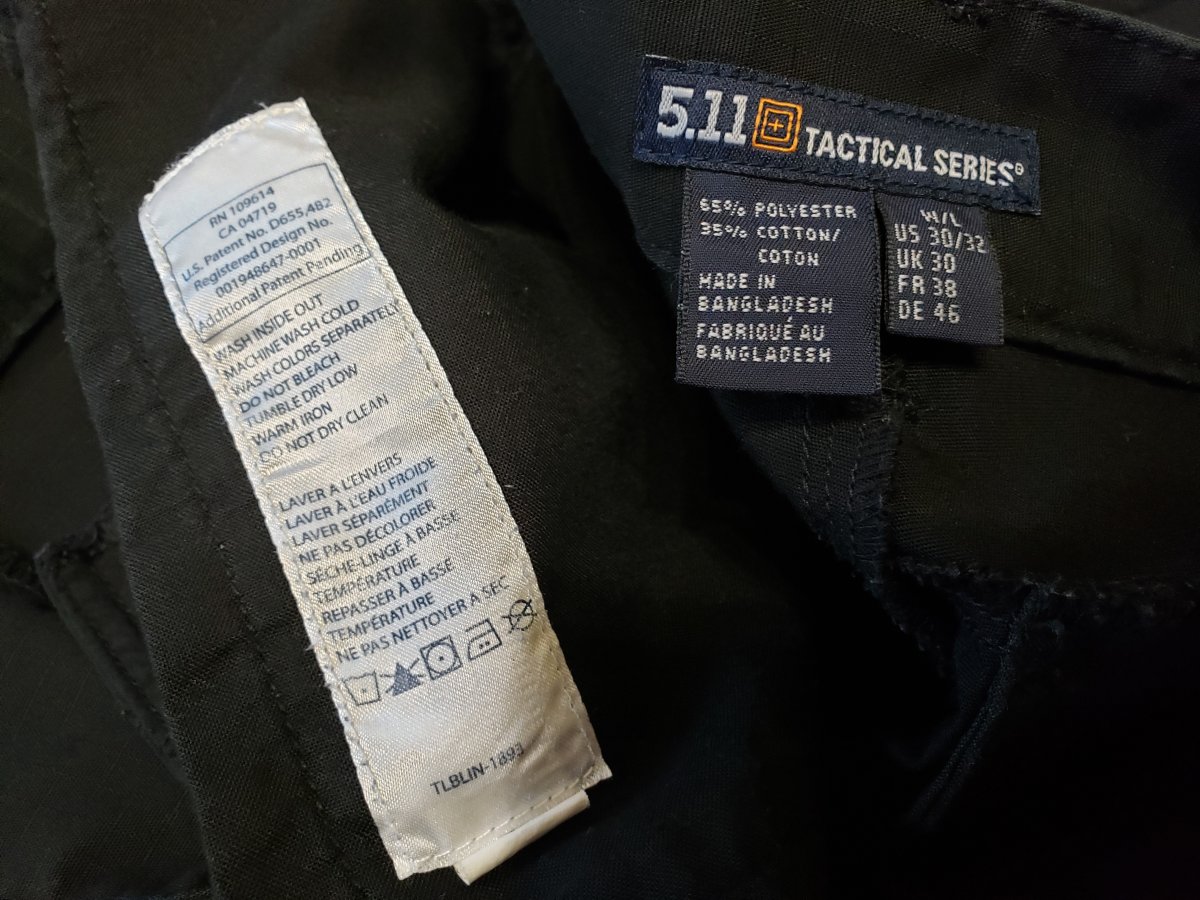 RN 109614
CA 04719
U.S. Patent No. D655,482
Registered Design No.
001948647-0001
Additional Patent Pending
WASH INSIDE OUT
MACHINE WASH COLD
WASH COLORS SEPARATELY
DO NOT BLEACH
TUMBLE DRY LOW
WARM IRON
DO NOT DRY CLEAN
LAVER À L'ENVERS
LAVER À L'EAU FROIDE
LAVER SÉPARÉMENT
NE PAS DÉCOLORER
SÈCHE-LINGE À BASSE
TEMPÉRATURE
REPASSER À BASSE
TEMPÉRATURE
NE PAS NETTOYER A SEC
TLBLIN-1893
5.11 TACTICAL SERIES®
65% POLYESTER
35% COTTON/
COTON
MADE IN
BANGLADESH
FABRIQUÉ AU
BANGLADESH
W/L
US 30/32
UK 30
FR 38
DE 46